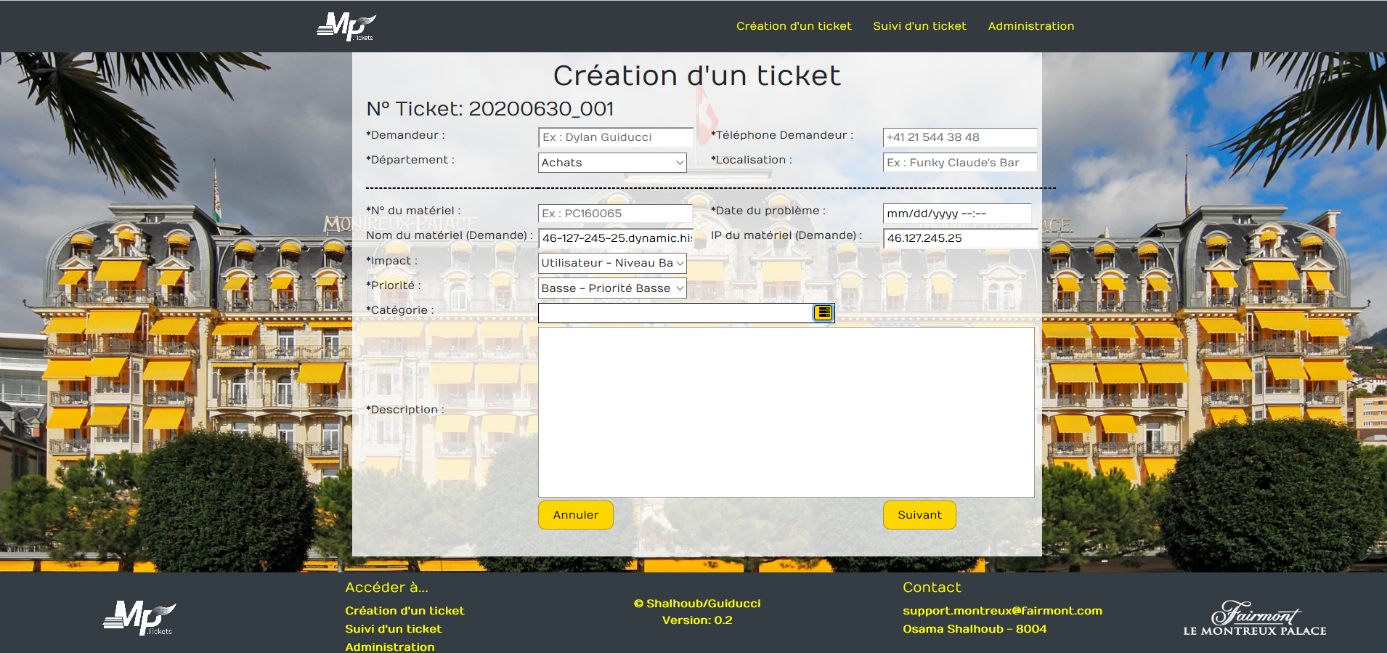 Mp
.Tickets
Création d'un ticket
Suivi d'un ticket
Administration
Création d'un ticket
N° Ticket: 20200630_001
*Demandeur :
Ex : Dylan Guiducci
*Téléphone Demandeur :
+41 21 544 38 48
*Département :
Achats
*Localisation :
Ex : Funky Claude's Bar
*N° du matériel :
Ex : PC160065
*Date du problème :
mm/dd/yyyy --:--
Nom du matériel (Demande) :
46-127-245-25.dynamic.his
IP du matériel (Demande) :
46.127.245.25
*Impact :
Utilisateur - Niveau Ba
*Priorité :
Basse - Priorité Basse
*Catégorie :
*Description :
Annuler
Suivant
Accéder à...
Création d'un ticket
Suivi d'un ticket
Administration
© Shalhoub/Guiducci
Version: 0.2
Contact
support.montreux@fairmont.com
Osama Shalhoub - 8004
Mp
.Tickets
Fairmont
LE MONTREUX PALACE